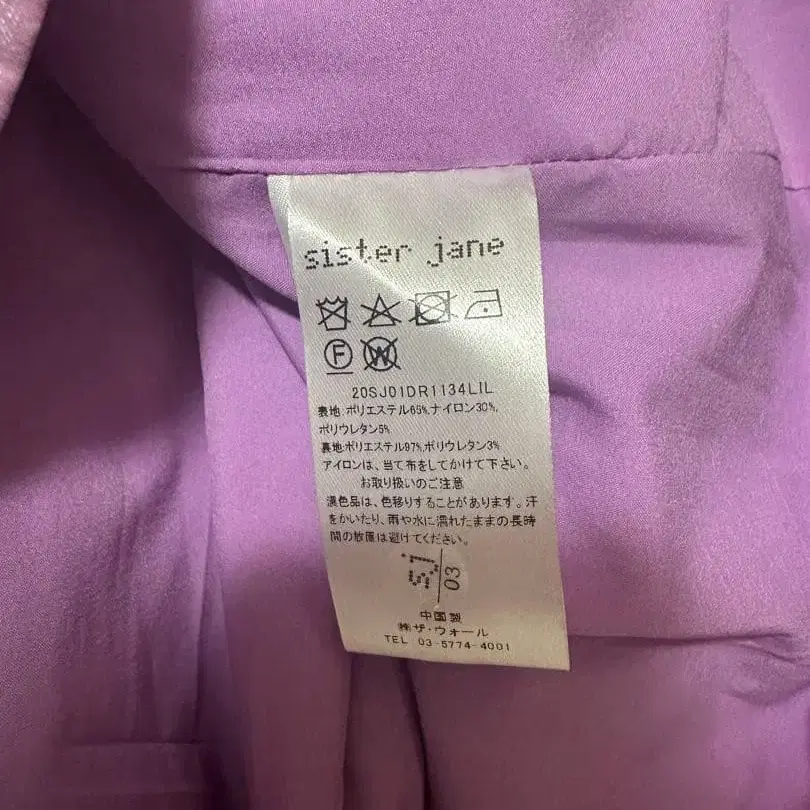 sister jane
F W
20SJ01DR1134LIL
表地:ポリエステル65%,ナイロン30%,
ポリウレタン5%
裏地:ポリエステル97%,ポリウレタン3%
アイロンは、当て布をしてかけて下さい。
お取り扱いのご注意
濃色品は、色移りすることがあります。汗
をかいたり、雨や水に濡れたままの長時
間の放置は避けてください。
SJ
03
中国製
㈱ザ・ウォール
TEL 03-5774-4001